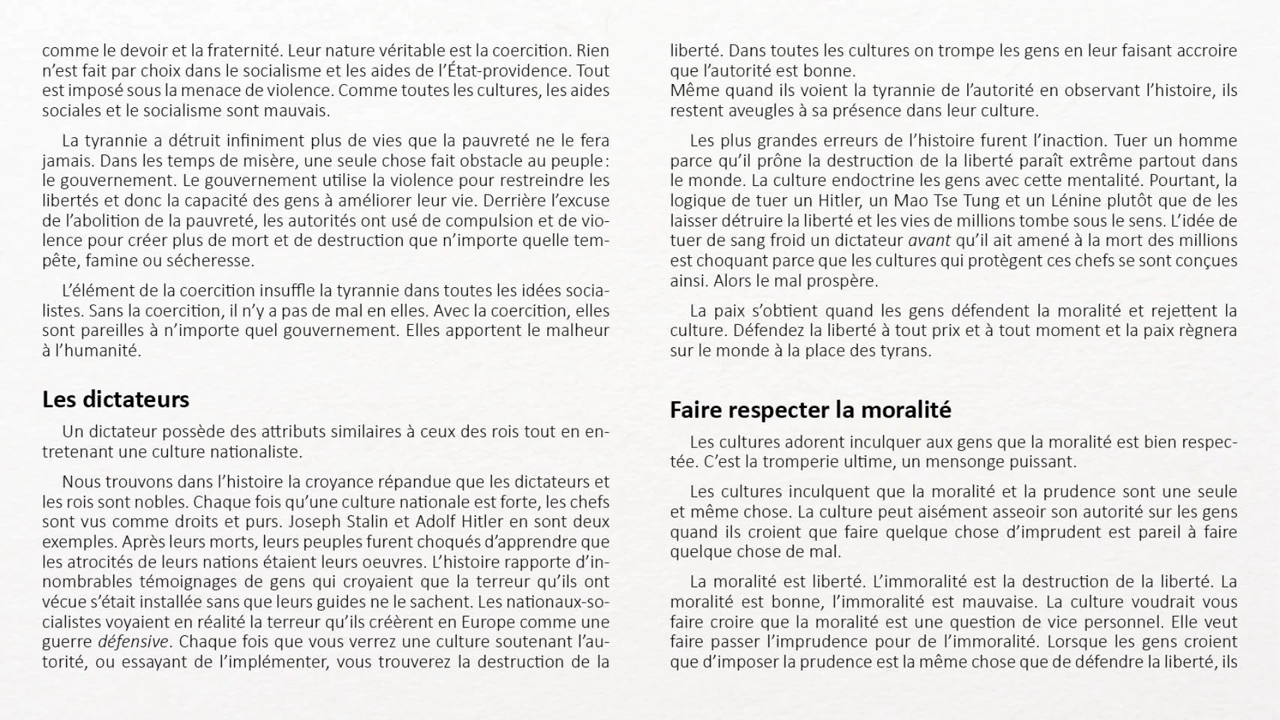 comme le devoir et la fraternité. Leur nature véritable est la coercition. Rien
n’est fait par choix dans le socialisme et les aides de l’État-providence. Tout
est imposé sous la menace de violence. Comme toutes les cultures, les aides
sociales et le socialisme sont mauvais.
La tyrannie a détruit infiniment plus de vies que la pauvreté ne le fera
jamais. Dans les temps de misère, une seule chose fait obstacle au peuple :
le gouvernement. Le gouvernement utilise la violence pour restreindre les
libertés et donc la capacité des gens à améliorer leur vie. Derrière l’excuse
de l’abolition de la pauvreté, les autorités ont usé de compulsion et de vio-
lence pour créer plus de mort et de destruction que n’importe quelle tem-
pête, famine ou sécheresse.
L’élément de la coercition insuffle la tyrannie dans toutes les idées socia-
listes. Sans la coercition, il n’y a pas de mal en elles. Avec la coercition, elles
sont pareilles à n’importe quel gouvernement. Elles apportent le malheur
à l’humanité.
Les dictateurs
Un dictateur possède des attributs similaires à ceux des rois tout en en-
tretenant une culture nationaliste.
Nous trouvons dans l’histoire la croyance répandue que les dictateurs et
les rois sont nobles. Chaque fois qu’une culture nationale est forte, les chefs
sont vus comme droits et purs. Joseph Stalin et Adolf Hitler en sont deux
exemples. Après leurs morts, leurs peuples furent choqués d’apprendre que
les atrocités de leurs nations étaient leurs oeuvres. L’histoire rapporte d’in-
nombrables témoignages de gens qui croyaient que la terreur qu’ils ont
vécue s’était installée sans que leurs guides ne le sachent. Les nationaux-so-
cialistes voyaient en réalité la terreur qu’ils créèrent en Europe comme une
guerre défensive. Chaque fois que vous verrez une culture soutenant l’au-
torité, ou essayant de l’implémenter, vous trouverez la destruction de la
liberté. Dans toutes les cultures on trompe les gens en leur faisant accroire
que l’autorité est bonne.
Même quand ils voient la tyrannie de l’autorité en observant l’histoire, ils
restent aveugles à sa présence dans leur culture.
Les plus grandes erreurs de l’histoire furent l’inaction. Tuer un homme
parce qu’il prône la destruction de la liberté paraît extrême partout dans
le monde. La culture endoctrine les gens avec cette mentalité. Pourtant, la
logique de tuer un Hitler, un Mao Tse Tung et un Lénine plutôt que de les
laisser détruire la liberté et les vies de millions tombe sous le sens. L’idée de
tuer de sang froid un dictateur avant qu’il ait amené à la mort des millions
est choquant parce que les cultures qui protègent ces chefs se sont conçues
ainsi. Alors le mal prospère.
La paix s’obtient quand les gens défendent la moralité et rejettent la
culture. Défendez la liberté à tout prix et à tout moment et la paix règnera
sur le monde à la place des tyrans.
Faire respecter la moralité
Les cultures adorent inculquer aux gens que la moralité est bien respec-
tée. C’est la tromperie ultime, un mensonge puissant.
Les cultures inculquent que la moralité et la prudence sont une seule
et même chose. La culture peut aisément asseoir son autorité sur les gens
quand ils croient que faire quelque chose d’imprudent est pareil à faire
quelque chose de mal.
La moralité est liberté. L’immoralité est la destruction de la liberté. La
moralité est bonne, l’immoralité est mauvaise. La culture voudrait vous
faire croire que la moralité est une question de vice personnel. Elle veut
faire passer l’imprudence pour de l’immoralité. Lorsque les gens croient
que d’imposer la prudence est la même chose que de défendre la liberté, ils